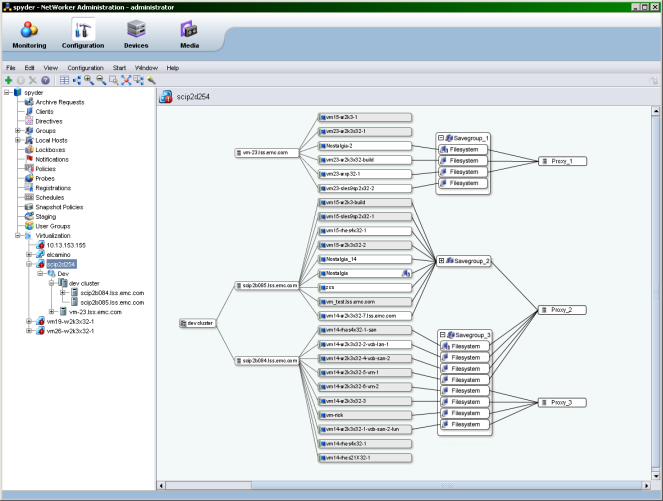 spyder - NetWorker Administration - administrator
Monitoring
Configuration
Devices
Media
File Edit View Configuration Start Window Help
spyder
Archive Requests
Clients
Directives
Groups
Local Hosts
Lockboxes
Notifications
Policies
Probes
Registrations
Schedules
Snapshot Policies
Staging
User Groups
Virtualization
10.13.153.155
elcamino
scip2d254
Dev
dev cluster
scip2b084.lss.emc.com
scip2b085.lss.emc.com
vm-23.lss.emc.com
vm19-w2k3x32-1
vm26-w2k3x32-1
scip2d254
vm-23.lss.emc.com
dev cluster
scip2b085.lss.emc.com
scip2b084.lss.emc.com
vm15-w2k3-1
vm23-w2k3x32-1
Nostalgia-2
vm23-w2k3x32-build
vm23-wxp32-1
vm23-sles9sp2x32-2
vm15-w2k3-build
vm15-sles9sp2x32-1
vm15-rhes4x32-1
vm15-w2k3x32-2
Nostalgia_14
Nostalgia
zcs
vm_test.lss.emc.com
vm14-w2k3x32-7.lss.emc.com
vm14-rhes4x32-1-san
vm14-w2k3x32-2-vcb-lan-1
vm14-w2k3x32-4-vcb-san-2
vm14-w2k3x32-5-vm-1
vm14-w2k3x32-6-vm-2
vm14-w2k3x32-3
vm-rick
vm14-w2k3x32-1-vcb-san-2-lun
vm14-rhes4x32-1
vm14-rhes21X32-1
Savegroup_1
Filesystem
Filesystem
Filesystem
Filesystem
Savegroup_2
Savegroup_3
Filesystem
Filesystem
Filesystem
Filesystem
Filesystem
Filesystem
Filesystem
Filesystem
Proxy_1
Proxy_2
Proxy_3